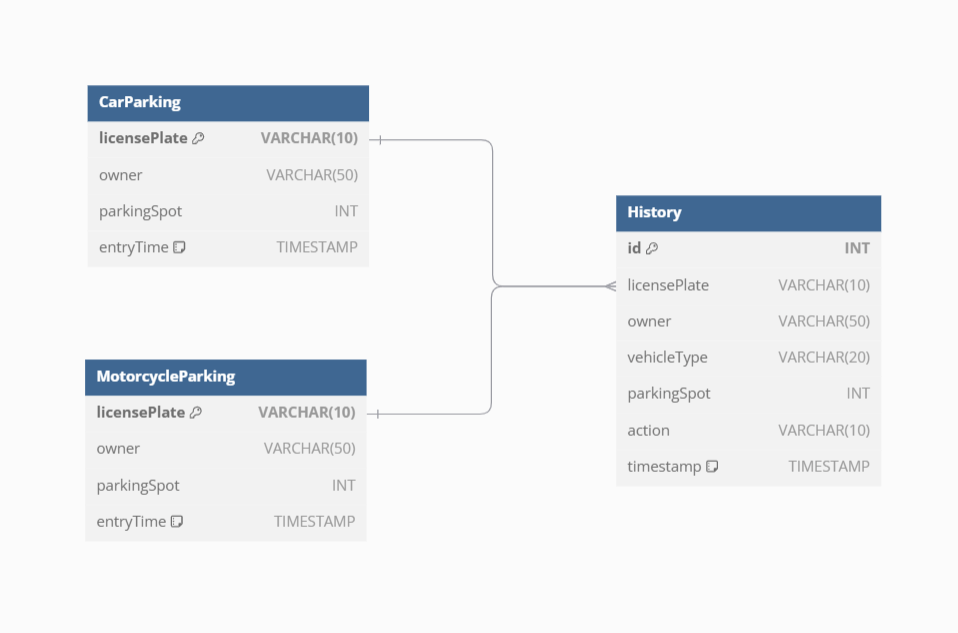 CarParking
licensePlate VARCHAR(10)
owner VARCHAR(50)
parkingSpot INT
entryTime TIMESTAMP
MotorcycleParking
licensePlate VARCHAR(10)
owner VARCHAR(50)
parkingSpot INT
entryTime TIMESTAMP
History
id INT
licensePlate VARCHAR(10)
owner VARCHAR(50)
vehicleType VARCHAR(20)
parkingSpot INT
action VARCHAR(10)
timestamp TIMESTAMP